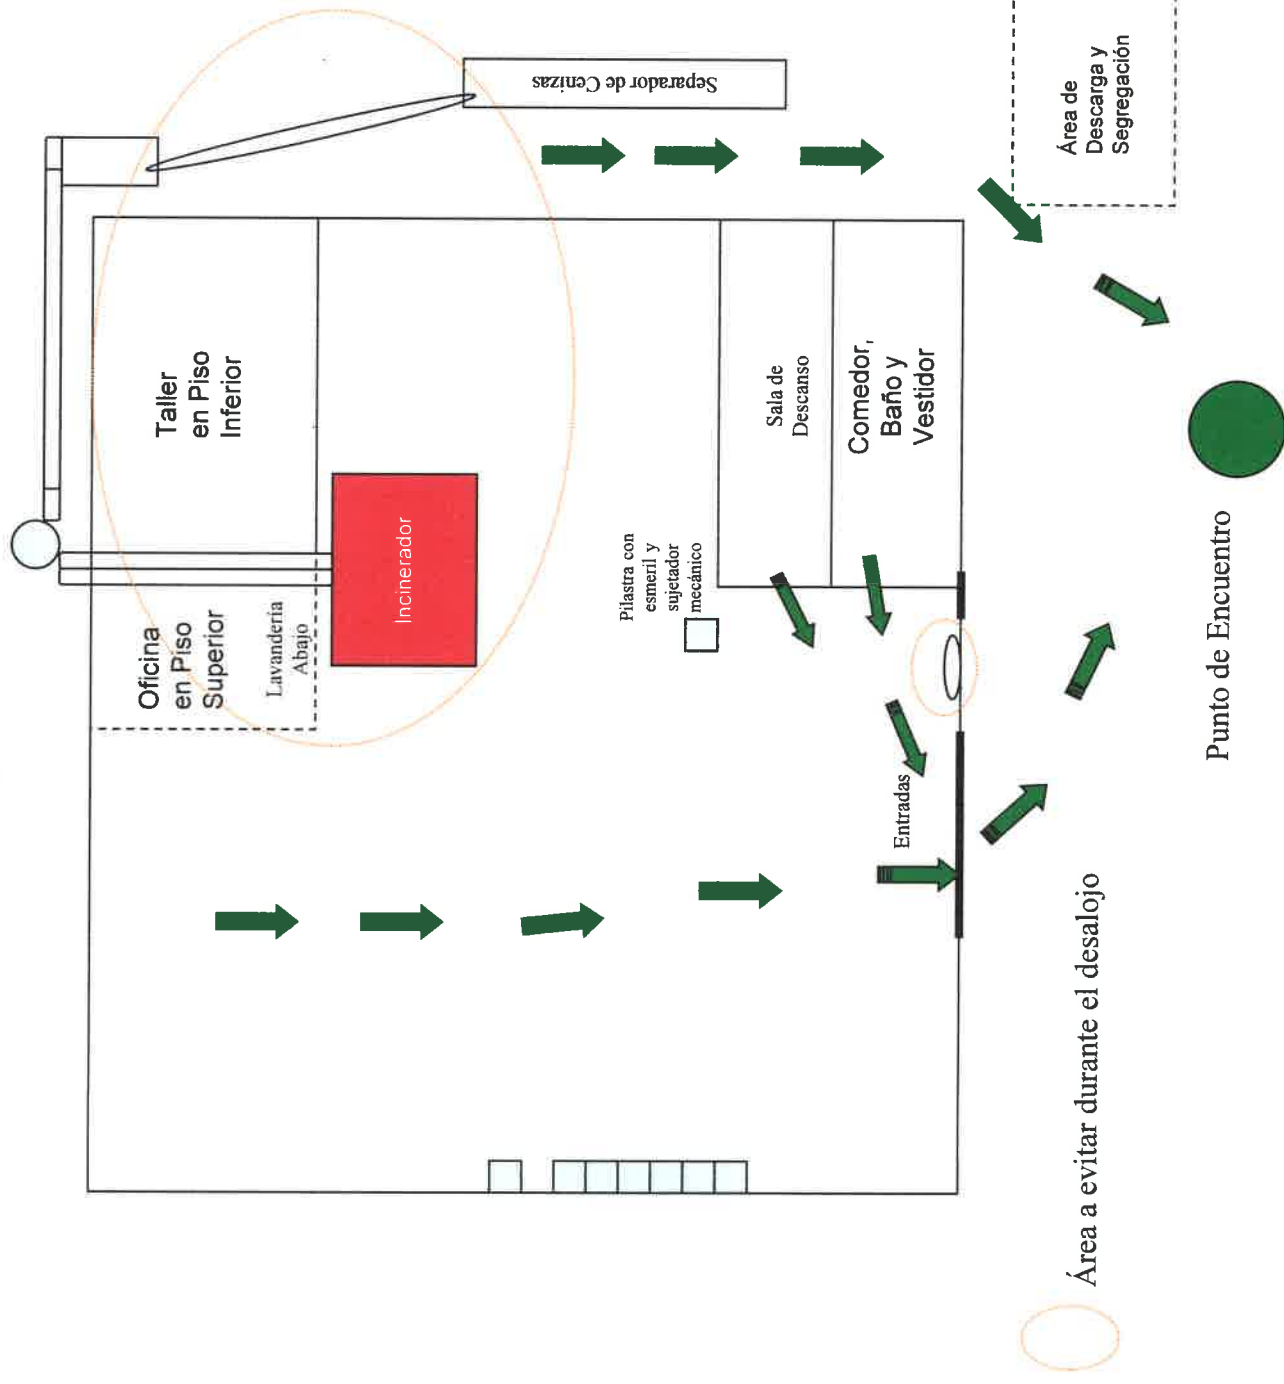 Oficina
en Piso
Superior
Lavandería
Abajo
Taller
en Piso
Inferior
Incinerador
Separador de Cenizas
Pilastra con
esmeril y
sujetador
mecánico
Sala de
Descanso
Comedor,
Baño y
Vestidor
Entradas
Área de
Descarga y
Segregación
Punto de Encuentro
Área a evitar durante el desalojo